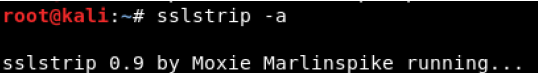 root@kali:~# sslstrip -a
sslstrip 0.9 by Moxie Marlinspike running...